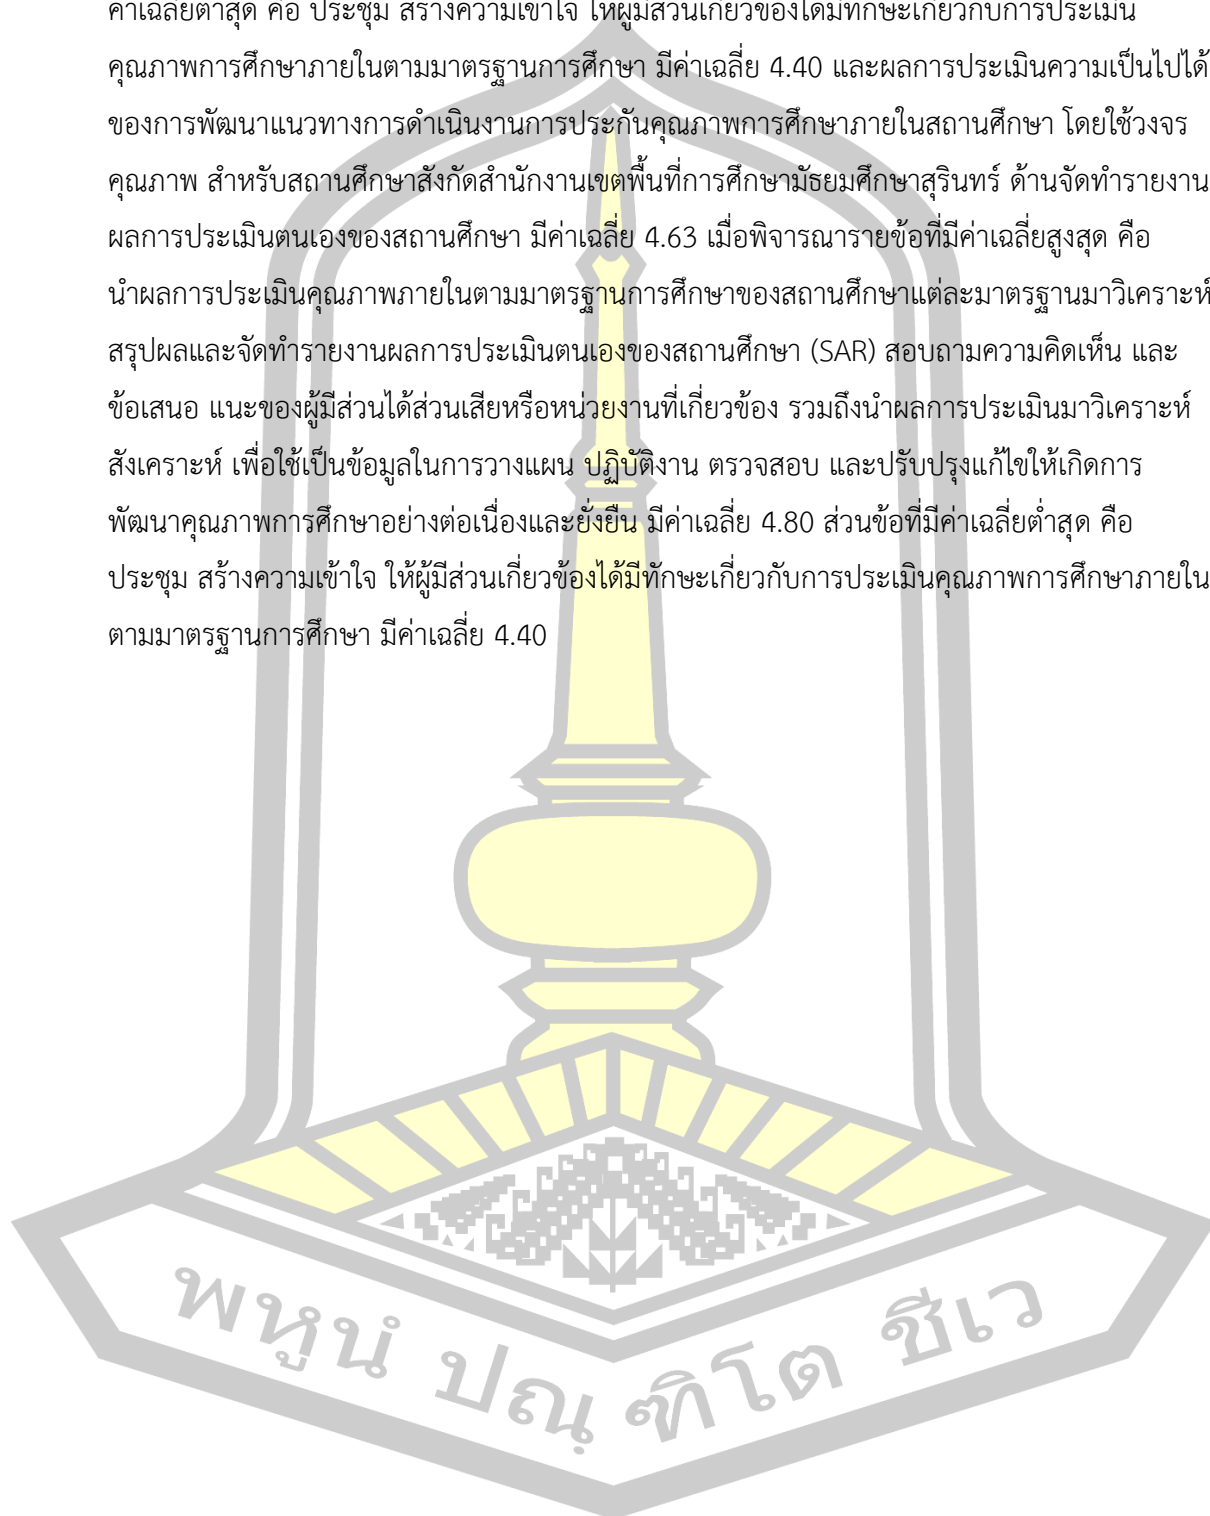 ค่าเฉลี่ยต่ำสุด คือ ประชุม สร้างความเข้าใจ ให้ผู้มีส่วนเกี่ยวข้องได้มีทักษะเกี่ยวกับการประเมิน
คุณภาพการศึกษาภายในตามมาตรฐานการศึกษา มีค่าเฉลี่ย 4.40 และผลการประเมินความเป็นไปได้
ของการพัฒนาแนวทางการดำเนินงานการประกันคุณภาพการศึกษาภายในสถานศึกษา โดยใช้วงจร
คุณภาพ สำหรับสถานศึกษาสังกัดสำนักงานเขตพื้นที่การศึกษามัธยมศึกษาสุรินทร์ ด้านจัดทำรายงาน
ผลการประเมินตนเองของสถานศึกษา มีค่าเฉลี่ย 4.63 เมื่อพิจารณารายข้อที่มีค่าเฉลี่ยสูงสุด คือ
นำผลการประเมินคุณภาพภายในตามมาตรฐานการศึกษาของสถานศึกษาแต่ละมาตรฐานมาวิเคราะห์
สรุปผลและจัดทำรายงานผลการประเมินตนเองของสถานศึกษา (SAR) สอบถามความคิดเห็น และ
ข้อเสนอ แนะของผู้มีส่วนได้ส่วนเสียหรือหน่วยงานที่เกี่ยวข้อง รวมถึงนำผลการประเมินมาวิเคราะห์
สังเคราะห์ เพื่อใช้เป็นข้อมูลในการวางแผน ปฏิบัติงาน ตรวจสอบ และปรับปรุงแก้ไขให้เกิดการ
พัฒนาคุณภาพการศึกษาอย่างต่อเนื่องและยั่งยืน มีค่าเฉลี่ย 4.80 ส่วนข้อที่มีค่าเฉลี่ยต่ำสุด คือ
ประชุม สร้างความเข้าใจ ให้ผู้มีส่วนเกี่ยวข้องได้มีทักษะเกี่ยวกับการประเมินคุณภาพการศึกษาภายใน
ตามมาตรฐานการศึกษา มีค่าเฉลี่ย 4.40
พหูนํ ปณฺ ฑิโต ชีเว